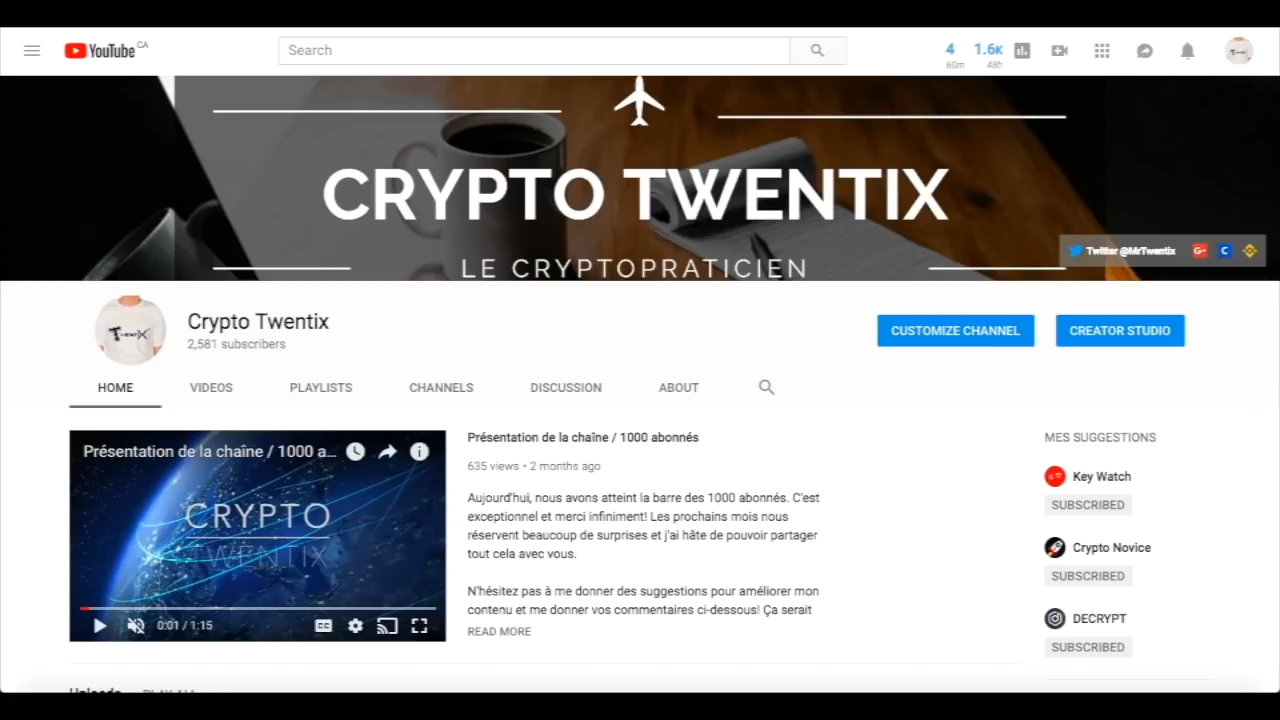 YouTube CA
Search
4 1.6K
60m 48h
CRYPTO TWENTIX
LE CRYPTOPRATICIEN
Twitter @MrTwentix
Crypto Twentix
2,581 subscribers
CUSTOMIZE CHANNEL
CREATOR STUDIO
HOME VIDEOS PLAYLISTS CHANNELS DISCUSSION ABOUT
Présentation de la chaîne / 1000 a...
CRYPTO
TWENTIX
0:01 / 1:15
Présentation de la chaîne / 1000 abonnés
635 views • 2 months ago
Aujourd'hui, nous avons atteint la barre des 1000 abonnés. C'est
exceptionnel et merci infiniment! Les prochains mois nous
réservent beaucoup de surprises et j'ai hâte de pouvoir partager
tout cela avec vous.
N'hésitez pas à me donner des suggestions pour améliorer mon
contenu et me donner vos commentaires ci-dessous! Ça serait
READ MORE
MES SUGGESTIONS
Key Watch
SUBSCRIBED
Crypto Novice
SUBSCRIBED
DECRYPT
SUBSCRIBED